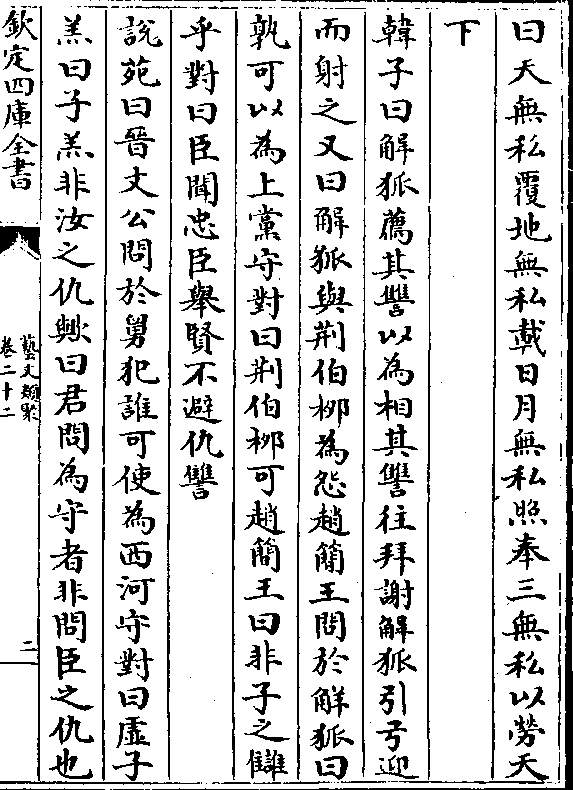 曰天無私覆地無私載日月無私照奉三無私以勞天
下
韓子曰解狐薦其讐以為相其讐往拜謝解狐引弓迎
而射之又曰解狐與荆伯栁為怨趙簡王問於解狐曰
孰可以為上黨守對曰荆伯栁可趙簡王曰非子之讎
乎對曰臣聞忠臣舉賢不避仇讐
說苑曰晉文公問於舅犯誰可使為西河守對曰虛子
羔曰子羔非汝之仇歟曰君問為守者非問臣之仇也
欽定四庫全書
藝文類聚
卷二十二
二